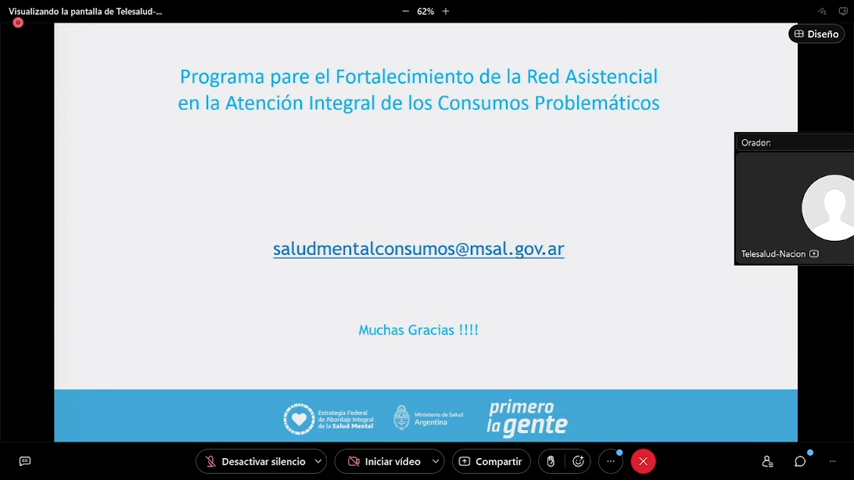 Visualizando la pantalla de Telesalud-...
62%
Diseño
Programa pare el Fortalecimiento de la Red Asistencial
en la Atención Integral de los Consumos Problemáticos
Orador:
Telesalud-Nacion
saludmentalconsumos@msal.gov.ar
Muchas Gracias !!!!
Estrategia Federal
de Abordaje Integral
de la Salud Mental
Ministerio de Salud
Argentina
primero
la gente
Desactivar silencio
Iniciar vídeo
Compartir